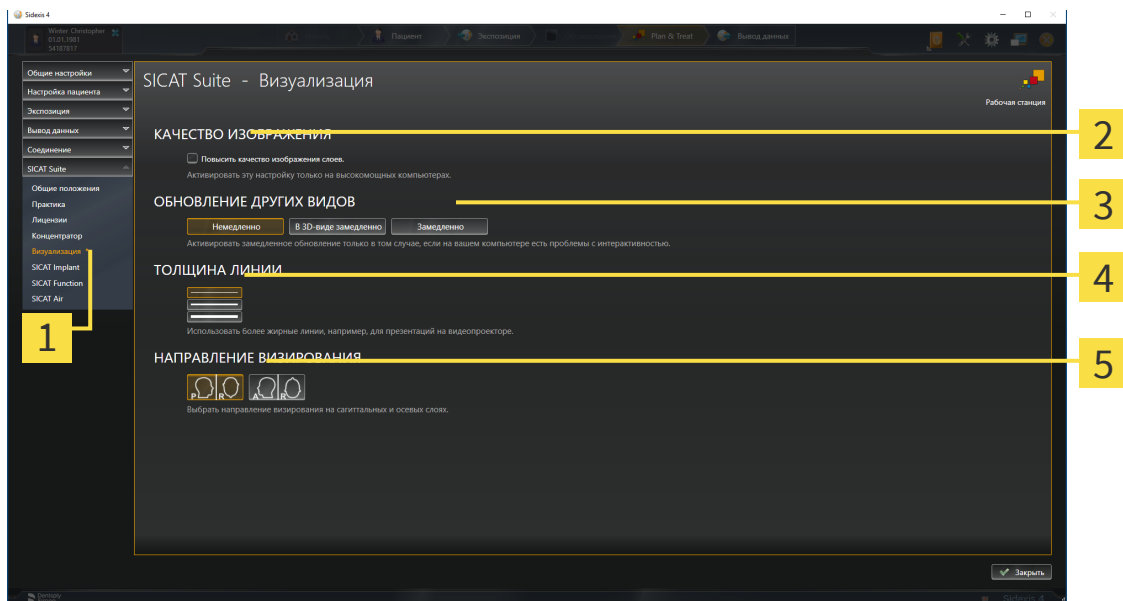 Sidexis 4
Winter Christopher
01.01.1981
54187817
Пациент
Экспозиция
Plan & Treat
Вывод данных
Общие настройки
Настройка пациента
Экспозиция
Вывод данных
Соединение
SICAT Suite
Общие положения
Практика
Лицензии
Концентратор
Визуализация
SICAT Implant
SICAT Function
SICAT Air
1
SICAT Suite - Визуализация
Рабочая станция
КАЧЕСТВО ИЗОБРАЖЕНИЯ
2
Повысить качество изображения слоев.
Активировать эту настройку только на высокомощных компьютерах.
ОБНОВЛЕНИЕ ДРУГИХ ВИДОВ
3
Немедленно
В 3D-виде замедленно
Замедленно
Активировать замедленное обновление только в том случае, если на вашем компьютере есть проблемы с интерактивностью.
ТОЛЩИНА ЛИНИИ
4
Использовать более жирные линии, например, для презентаций на видеопроекторе.
НАПРАВЛЕНИЕ ВИЗИРОВАНИЯ
5
P R
A R
Выбрать направление визирования на сагиттальных и осевых слоях.
Закрыть
Dentsply
Sidexis 4